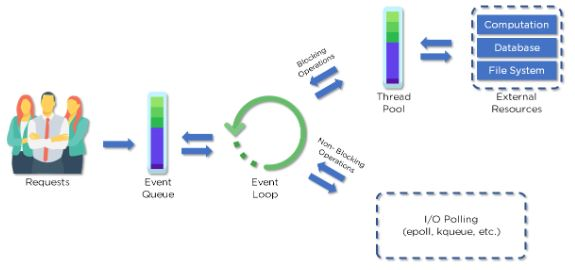 Requests
Event
Queue
Event
Loop
Blocking
Operations
Non- Blocking
Operations
Thread
Pool
Computation
Database
File System
External
Resources
I/O Polling
(epoll, kqueue, etc.)